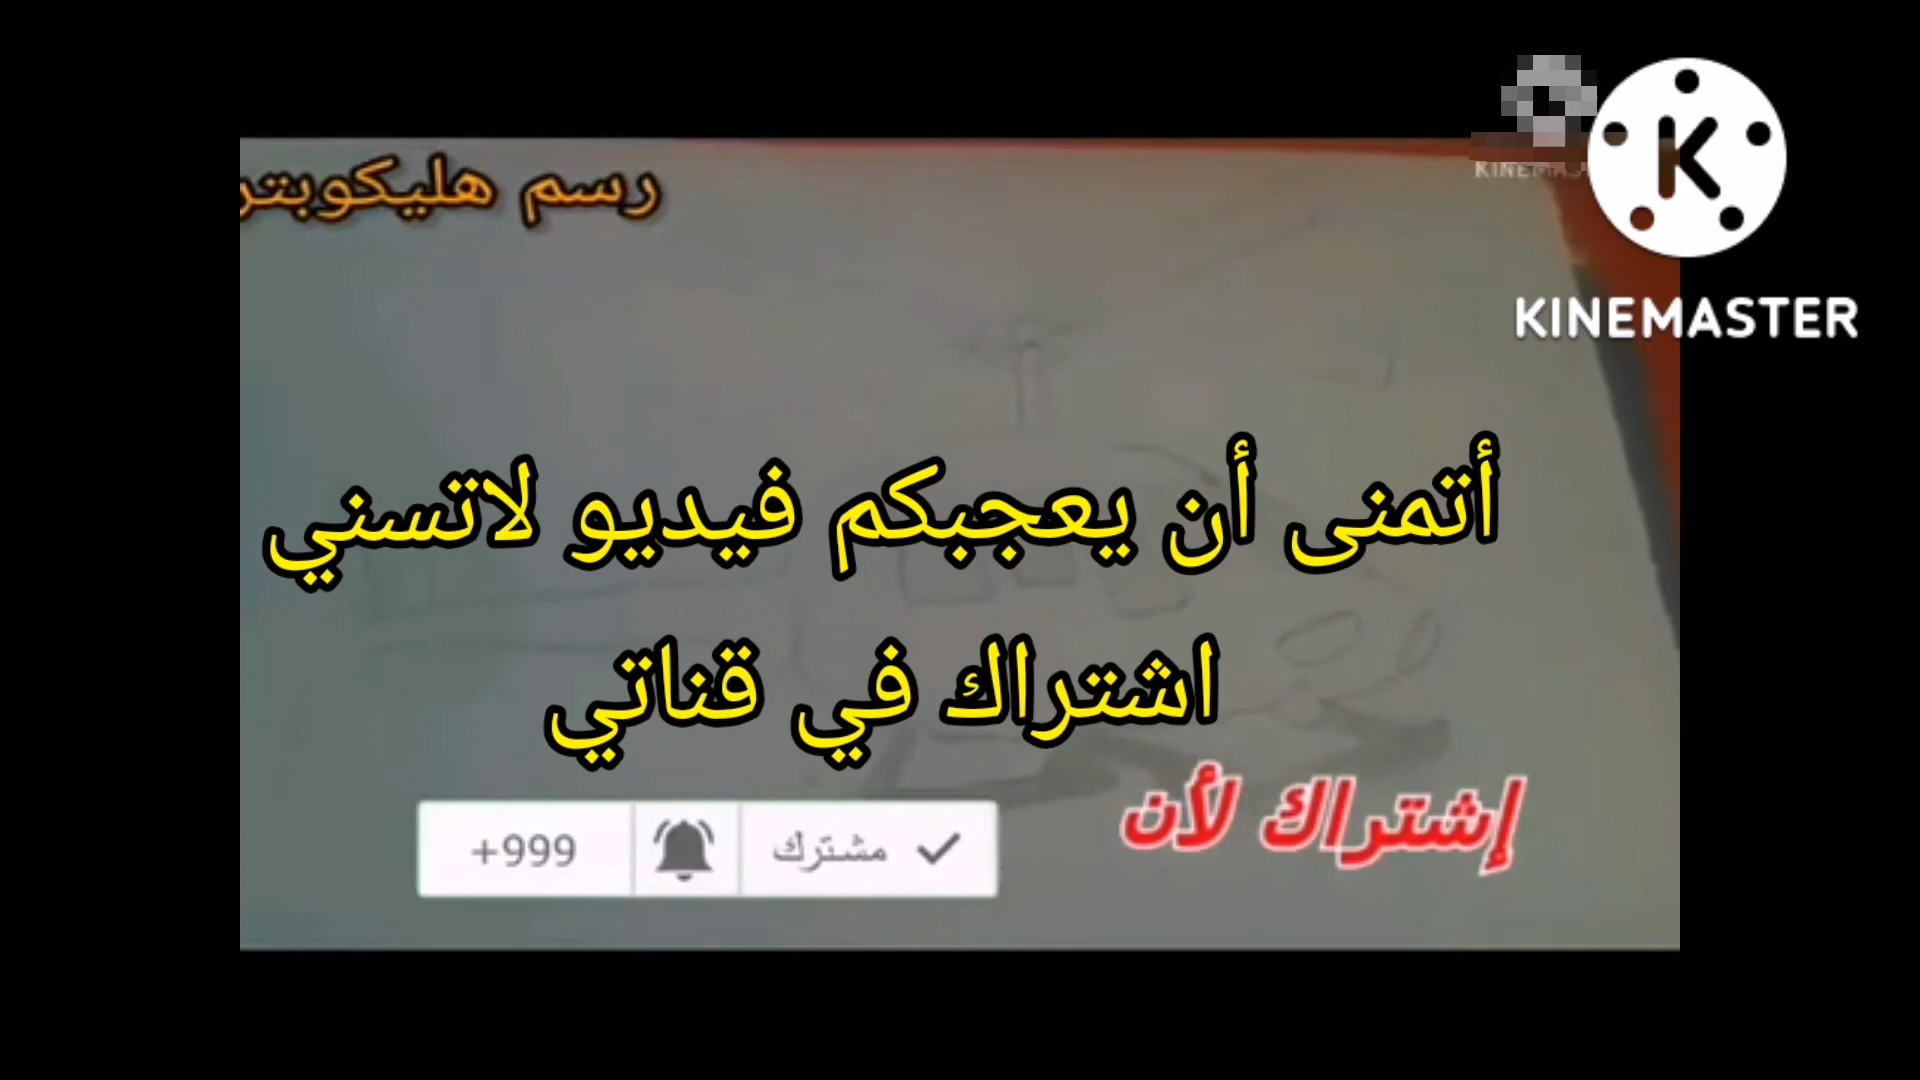 رسم هليكوبتر
KINEMASTER
أتمنى أن يعجبكم فيديو لاتسني
اشتراك في قناتي
إشتراك لأن
مشترك
+999